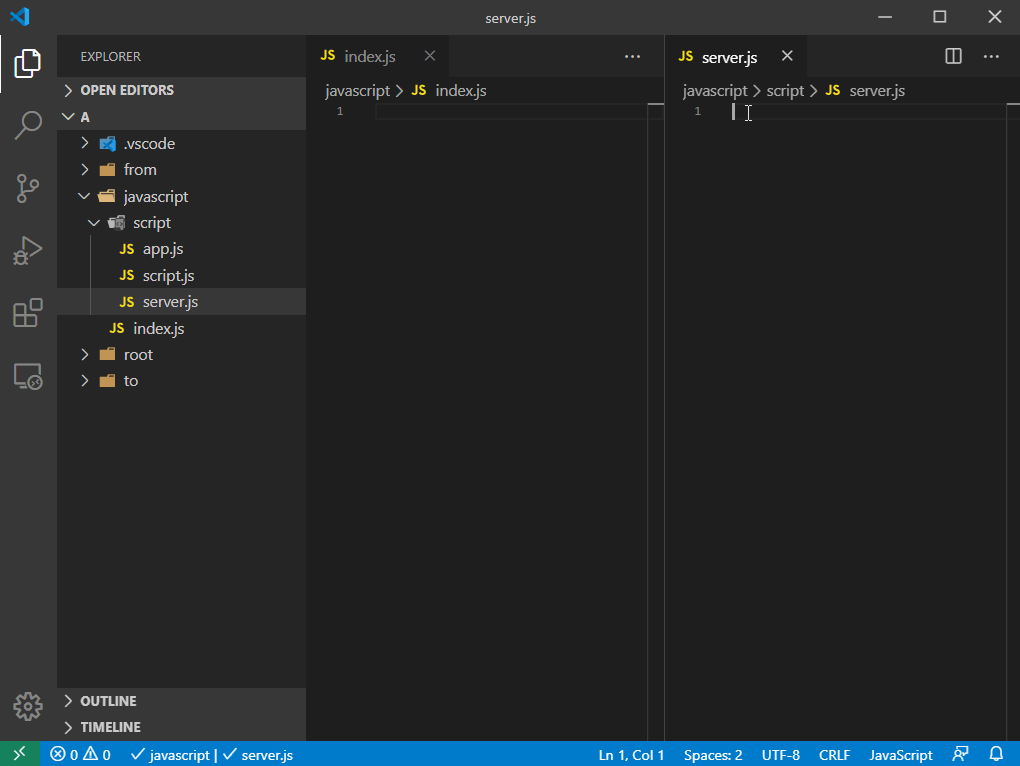 server.js
EXPLORER
OPEN EDITORS
A
.vscode
from
javascript
script
JS app.js
JS script.js
JS server.js
JS index.js
root
to
OUTLINE
TIMELINE
JS index.js
javascript > JS index.js
1
JS server.js
javascript > script > JS server.js
1
0 0 javascript | server.js Ln 1, Col 1 Spaces: 2 UTF-8 CRLF JavaScript